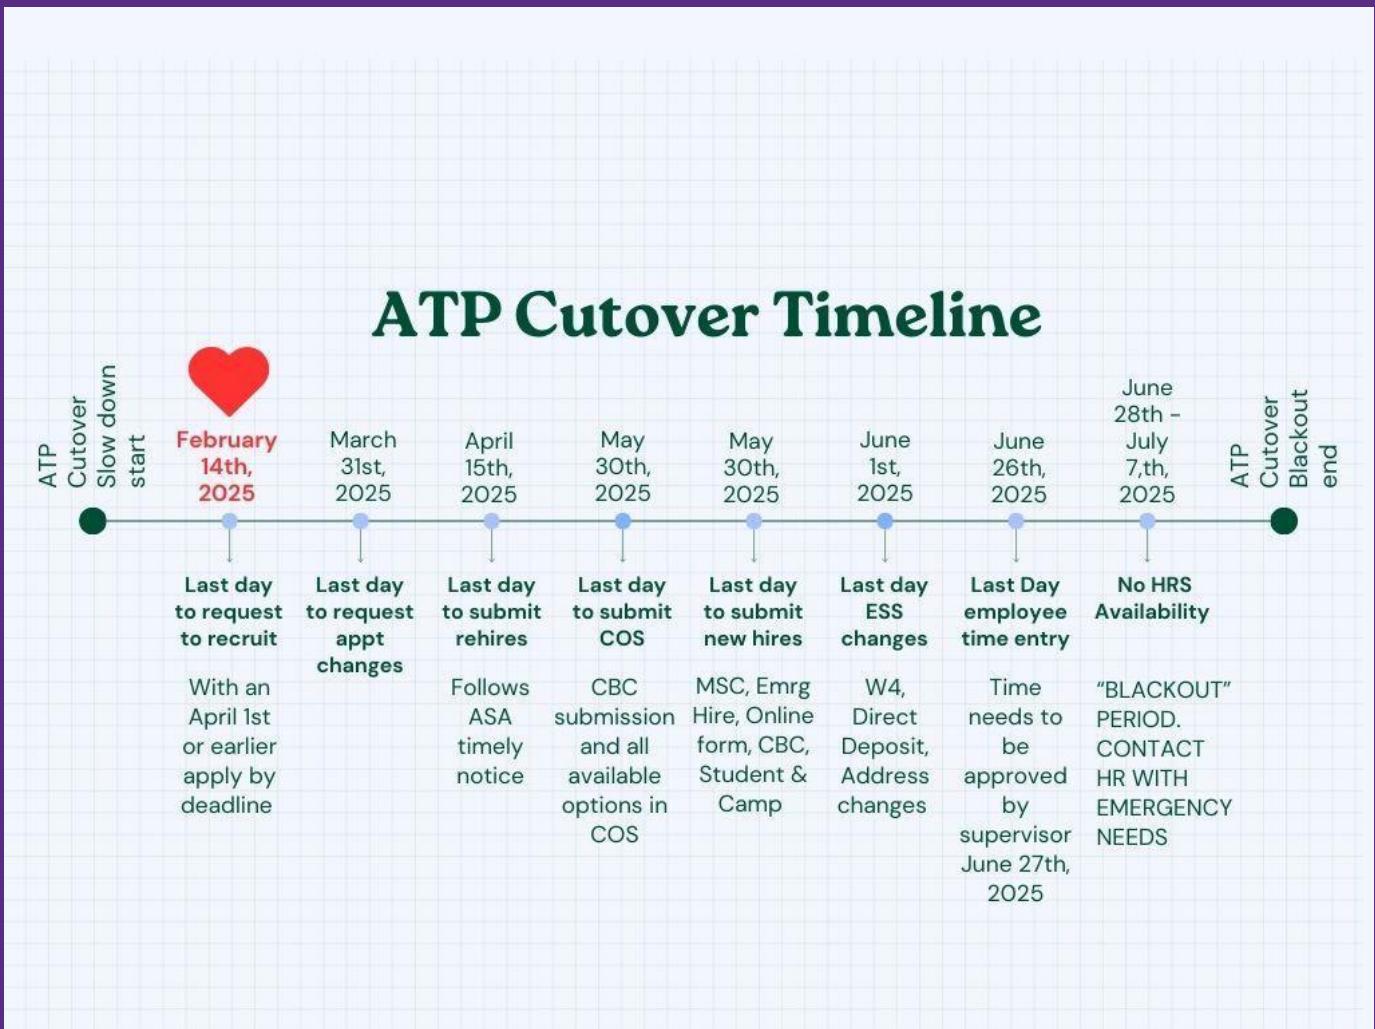 ATP Cutover Timeline
ATP
Cutover
Slow down
start
February
14th,
2025
Last day
to request
to recruit
With an
April 1st
or earlier
apply by
deadline
March
31st,
2025
Last day
to request
appt
changes
April
15th,
2025
Last day
to submit
rehires
Follows
ASA
timely
notice
May
30th,
2025
Last day
to submit
COS
CBC
submission
and all
available
options in
COS
May
30th,
2025
Last day
to submit
new hires
MSC, Emrg
Hire, Online
form, CBC,
Student &
Camp
June
1st,
2025
Last day
ESS
changes
W4,
Direct
Deposit,
Address
changes
June
26th,
2025
Last Day
employee
time entry
Time
needs to
be
approved
by
supervisor
June 27th,
2025
June
28th -
July
7,th,
2025
No HRS
Availability
“BLACKOUT”
PERIOD.
CONTACT
HR WITH
EMERGENCY
NEEDS
ATP
Cutover
Blackout
end